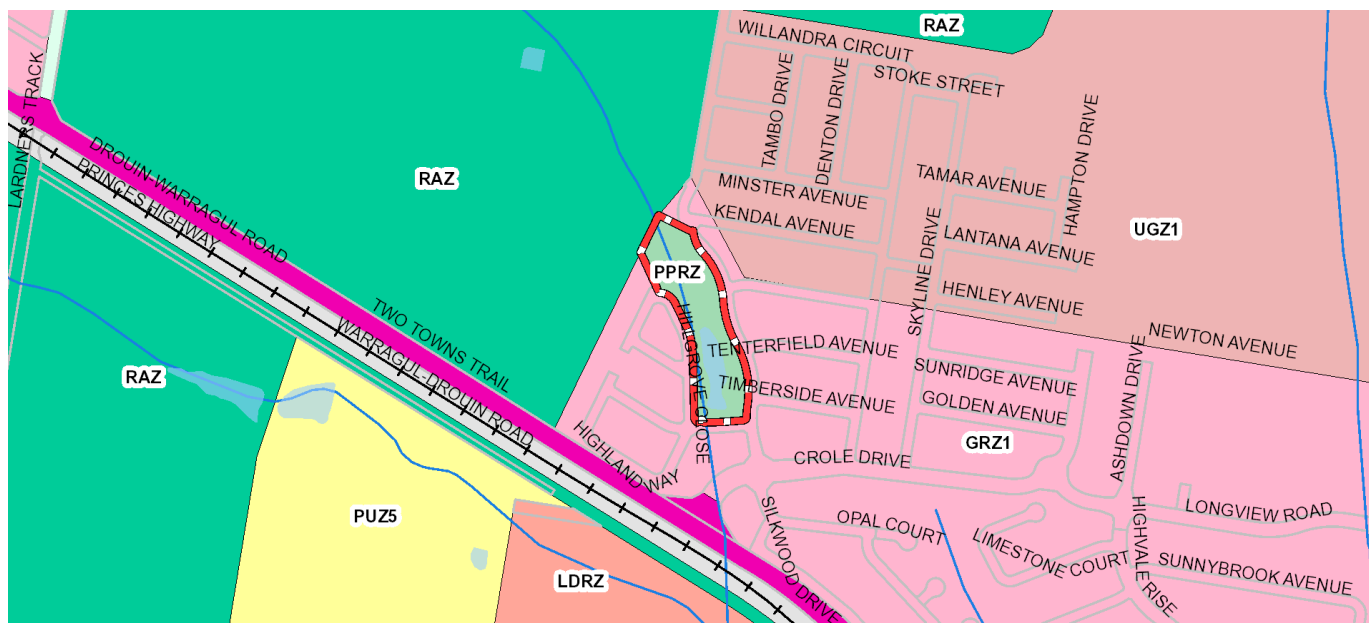 RAZ
WILLANDRA CIRCUIT
STOKE STREET
LARDNERS TRACK
TAMBO DRIVE
DENTON DRIVE
HAMPTON DRIVE
DROUIN-WARRAGUL ROAD
PRINCES HIGHWAY
RAZ
TAMAR AVENUE
MINSTER AVENUE
KENDAL AVENUE
LANTANA AVENUE
UGZ1
PPRZ
SKYLINE DRIVE
HENLEY AVENUE
TWO TOWNS TRAIL
WARRAGUL-DROUIN ROAD
HILLGROVE CLOSE
TENTERFIELD AVENUE
NEWTON AVENUE
RAZ
TIMBERSIDE AVENUE
SUNRIDGE AVENUE
GOLDEN AVENUE
ASHDOWN DRIVE
HIGHLAND WAY
CROLE DRIVE
GRZ1
PUZ5
SILKWOOD DRIVE
OPAL COURT
LIMESTONE COURT
HIGHVALE RISE
LONGVIEW ROAD
SUNNYBROOK AVENUE
LDRZ